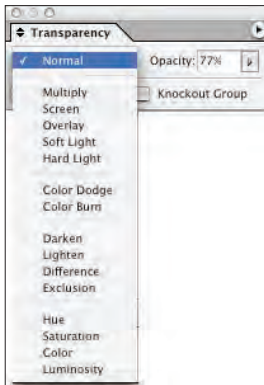 Transparency
✓ Normal
Opacity: 77%
Multiply
Screen
Overlay
Soft Light
Hard Light
Knockout Group
Color Dodge
Color Burn
Darken
Lighten
Difference
Exclusion
Hue
Saturation
Color
Luminosity